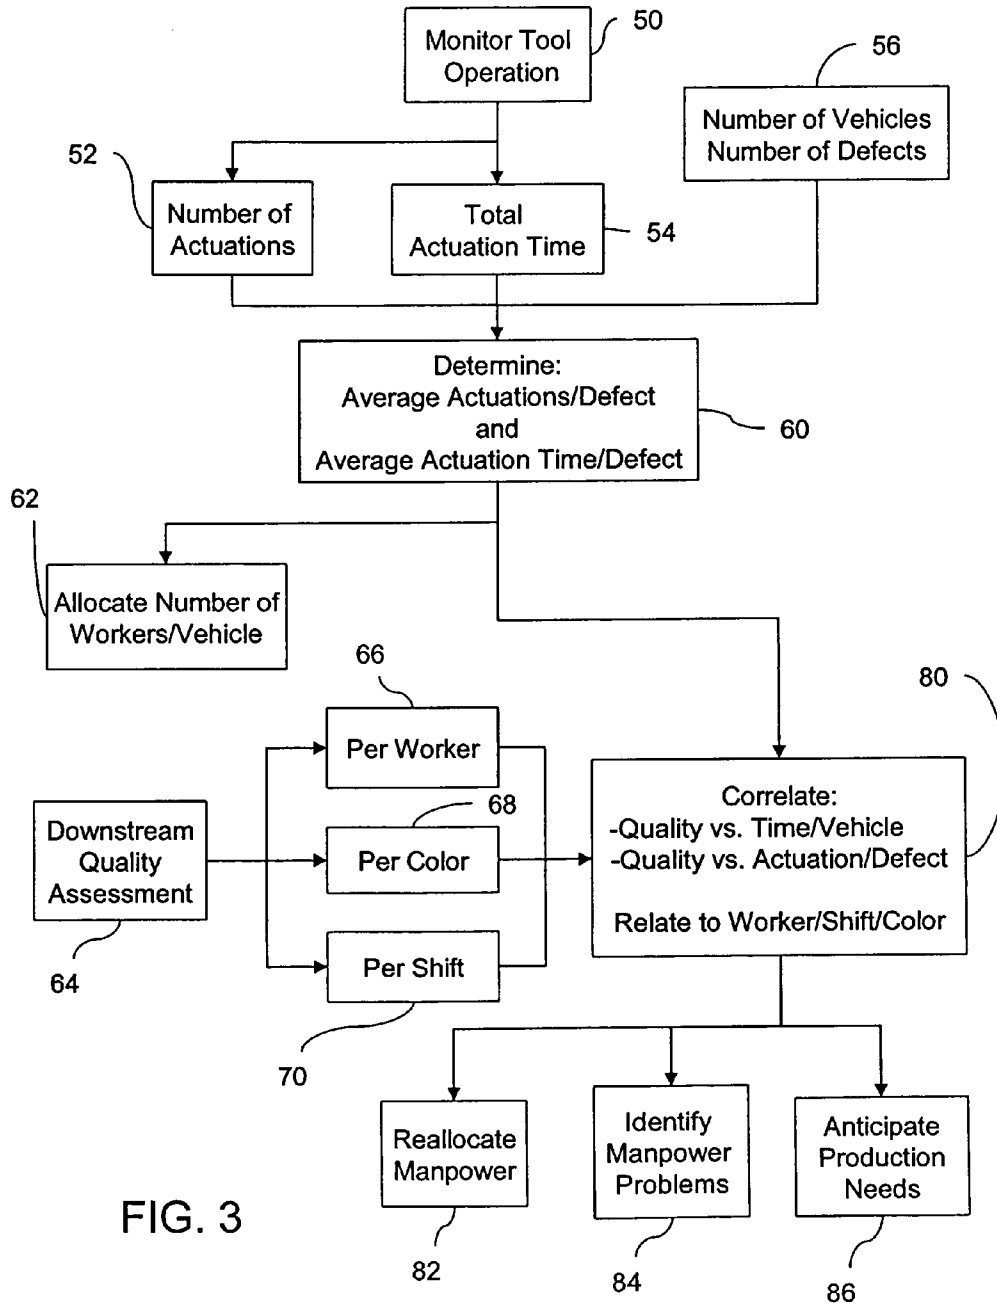 50
Monitor Tool
Operation
56
Number of Vehicles
Number of Defects
52
Number of
Actuations
Total
Actuation Time
54
Determine:
Average Actuations/Defect
and
Average Actuation Time/Defect
60
62
Allocate Number of
Workers/Vehicle
66
Per Worker
80
Downstream
Quality
Assessment
64
68
Per Color
Per Shift
70
Correlate:
-Quality vs. Time/Vehicle
-Quality vs. Actuation/Defect
Relate to Worker/Shift/Color
Reallocate
Manpower
82
Identify
Manpower
Problems
84
Anticipate
Production
Needs
86
FIG. 3